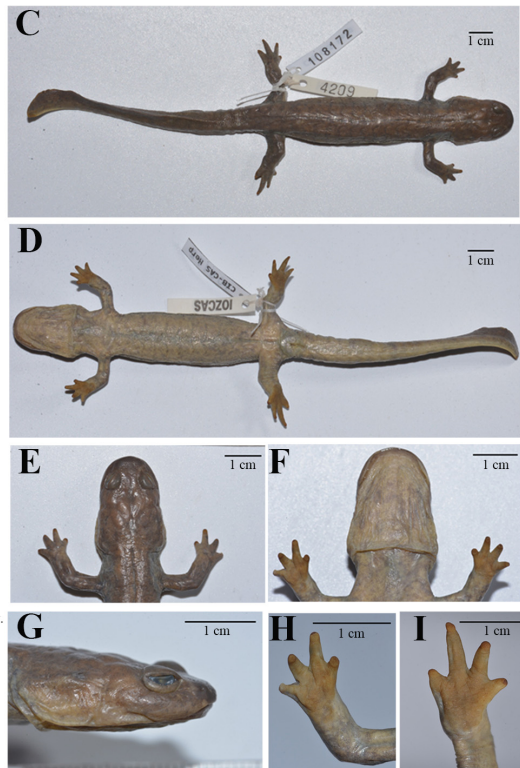 C
1 cm
108172
4209
D
1 cm
CIB-CAS Herp
IOZCAS
E
1 cm
F
1 cm
G
1 cm
H
1 cm
I
1 cm